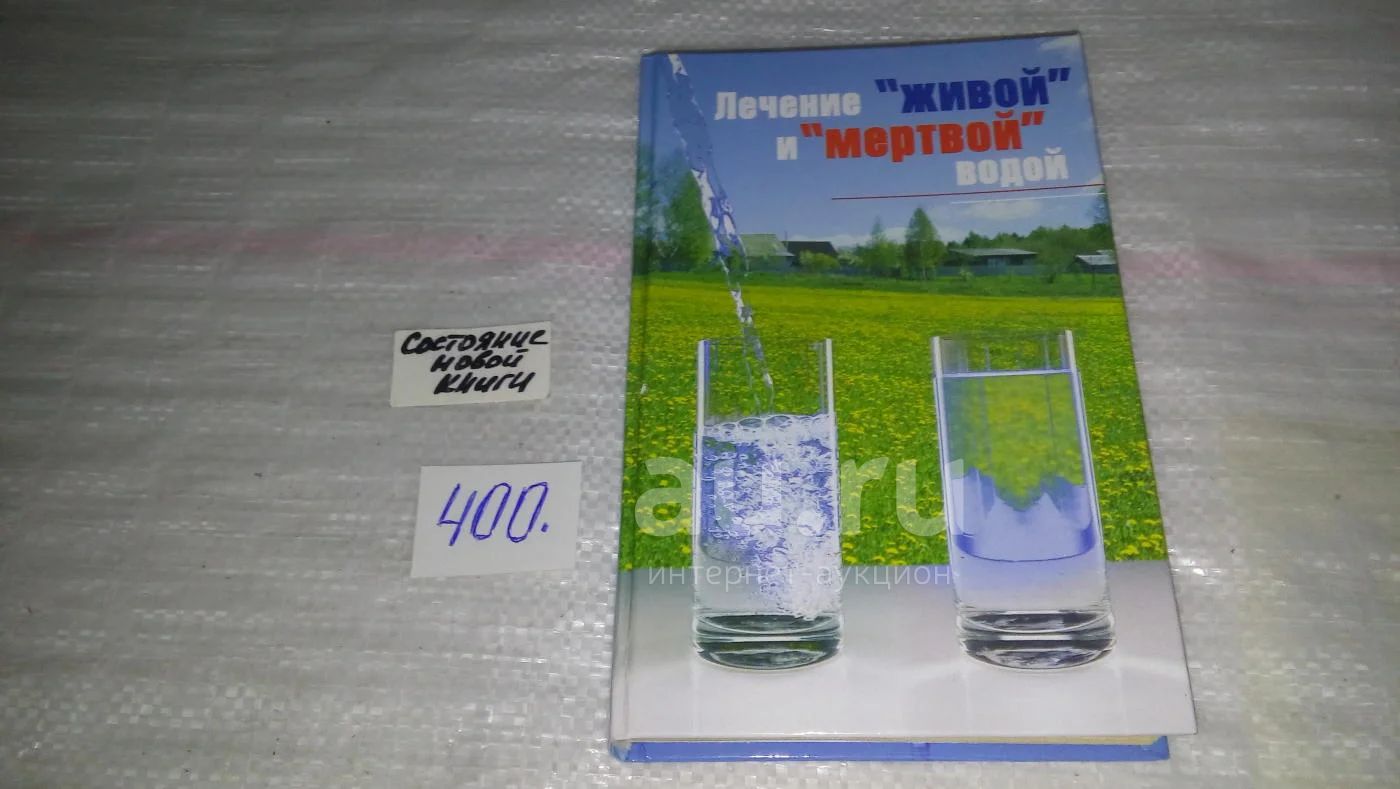 Лечение "живой"
и "мертвой"
водой
Состояние
новой
книги
400.
au.ru
интернет-аукцион